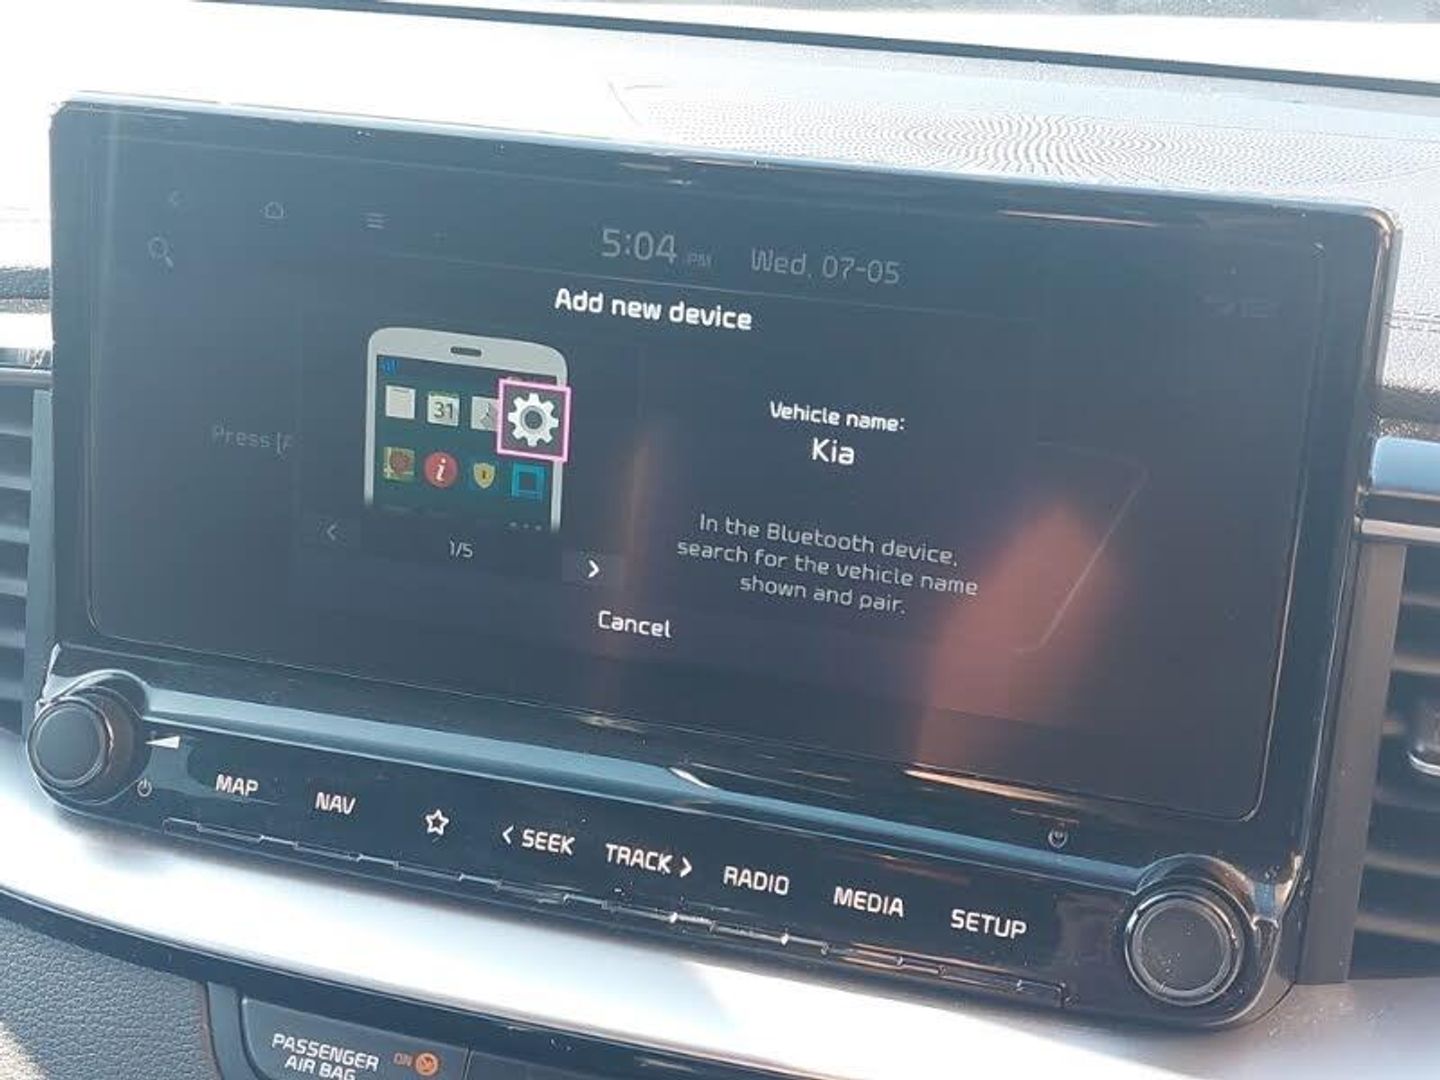 5:04 PM Wed, 07-05
Add new device
31
Vehicle name:
Kia
Press [
In the Bluetooth device,
search for the vehicle name
shown and pair.
1/5
Cancel
MAP
NAV
< SEEK
TRACK >
RADIO
MEDIA
SETUP
PASSENGER
AIR BAG
ON